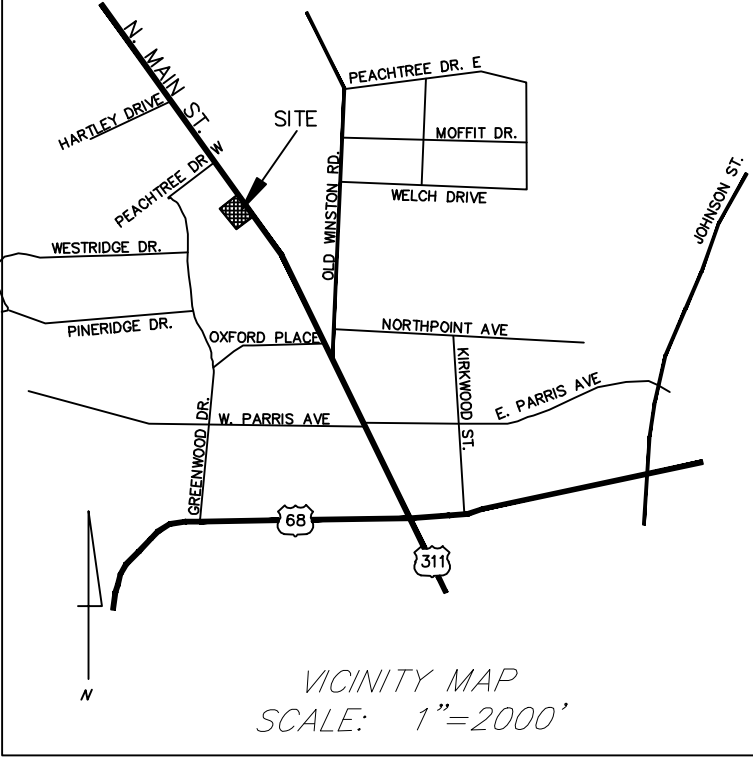 N. MAIN ST.
HARTLEY DRIVE
PEACHTREE DR. W
SITE
PEACHTREE DR. E
MOFFIT DR.
WELCH DRIVE
OLD WINSTON RD.
JOHNSON ST.
WESTRIDGE DR.
PINERIDGE DR.
OXFORD PLACE
NORTHPOINT AVE
KIRKWOOD ST.
E. PARRIS AVE
W. PARRIS AVE
GREENWOOD DR.
68
311
N
VICINITY MAP
SCALE: 1"=2000'